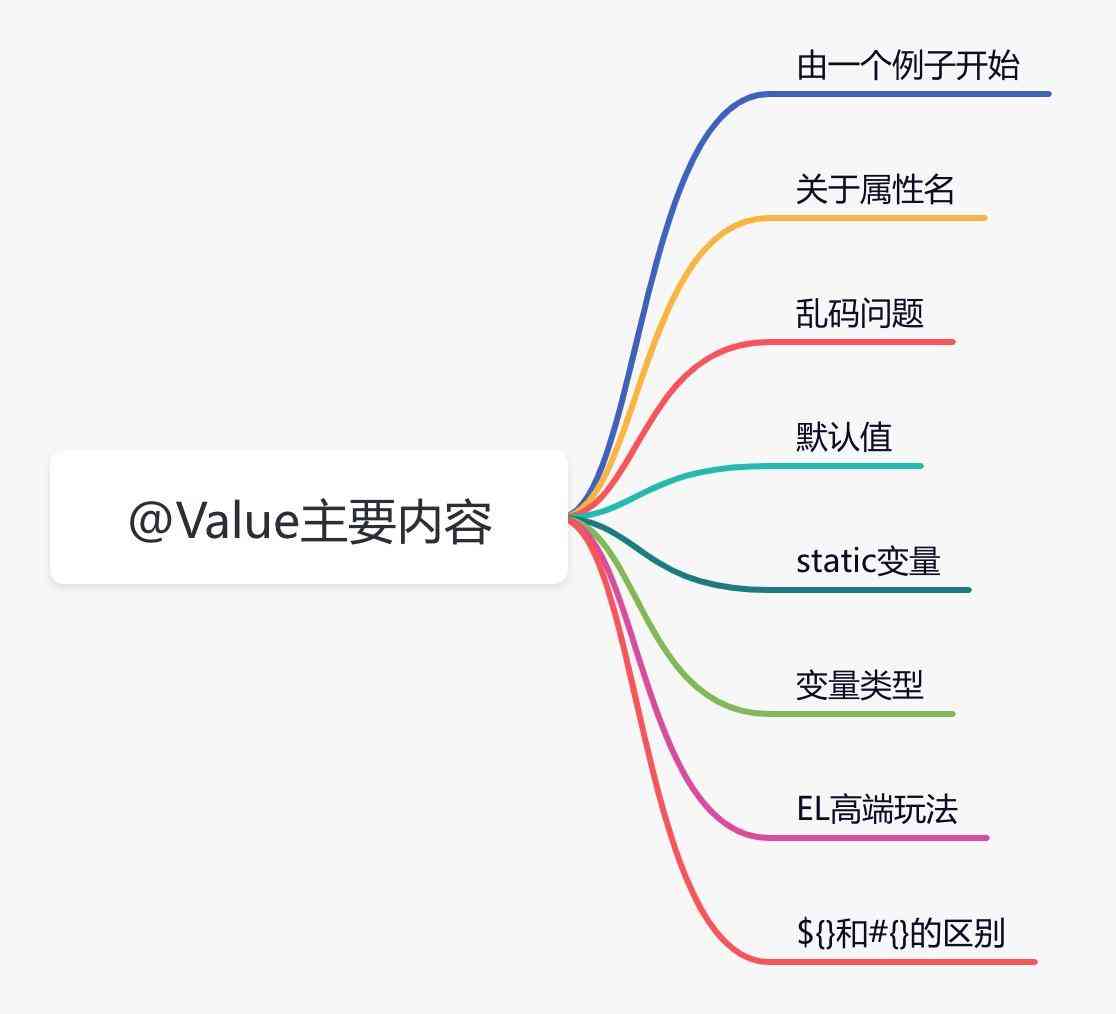 由一个例子开始
关于属性名
乱码问题
默认值
@Value主要内容
static变量
变量类型
EL高端玩法
${}和#{}的区别